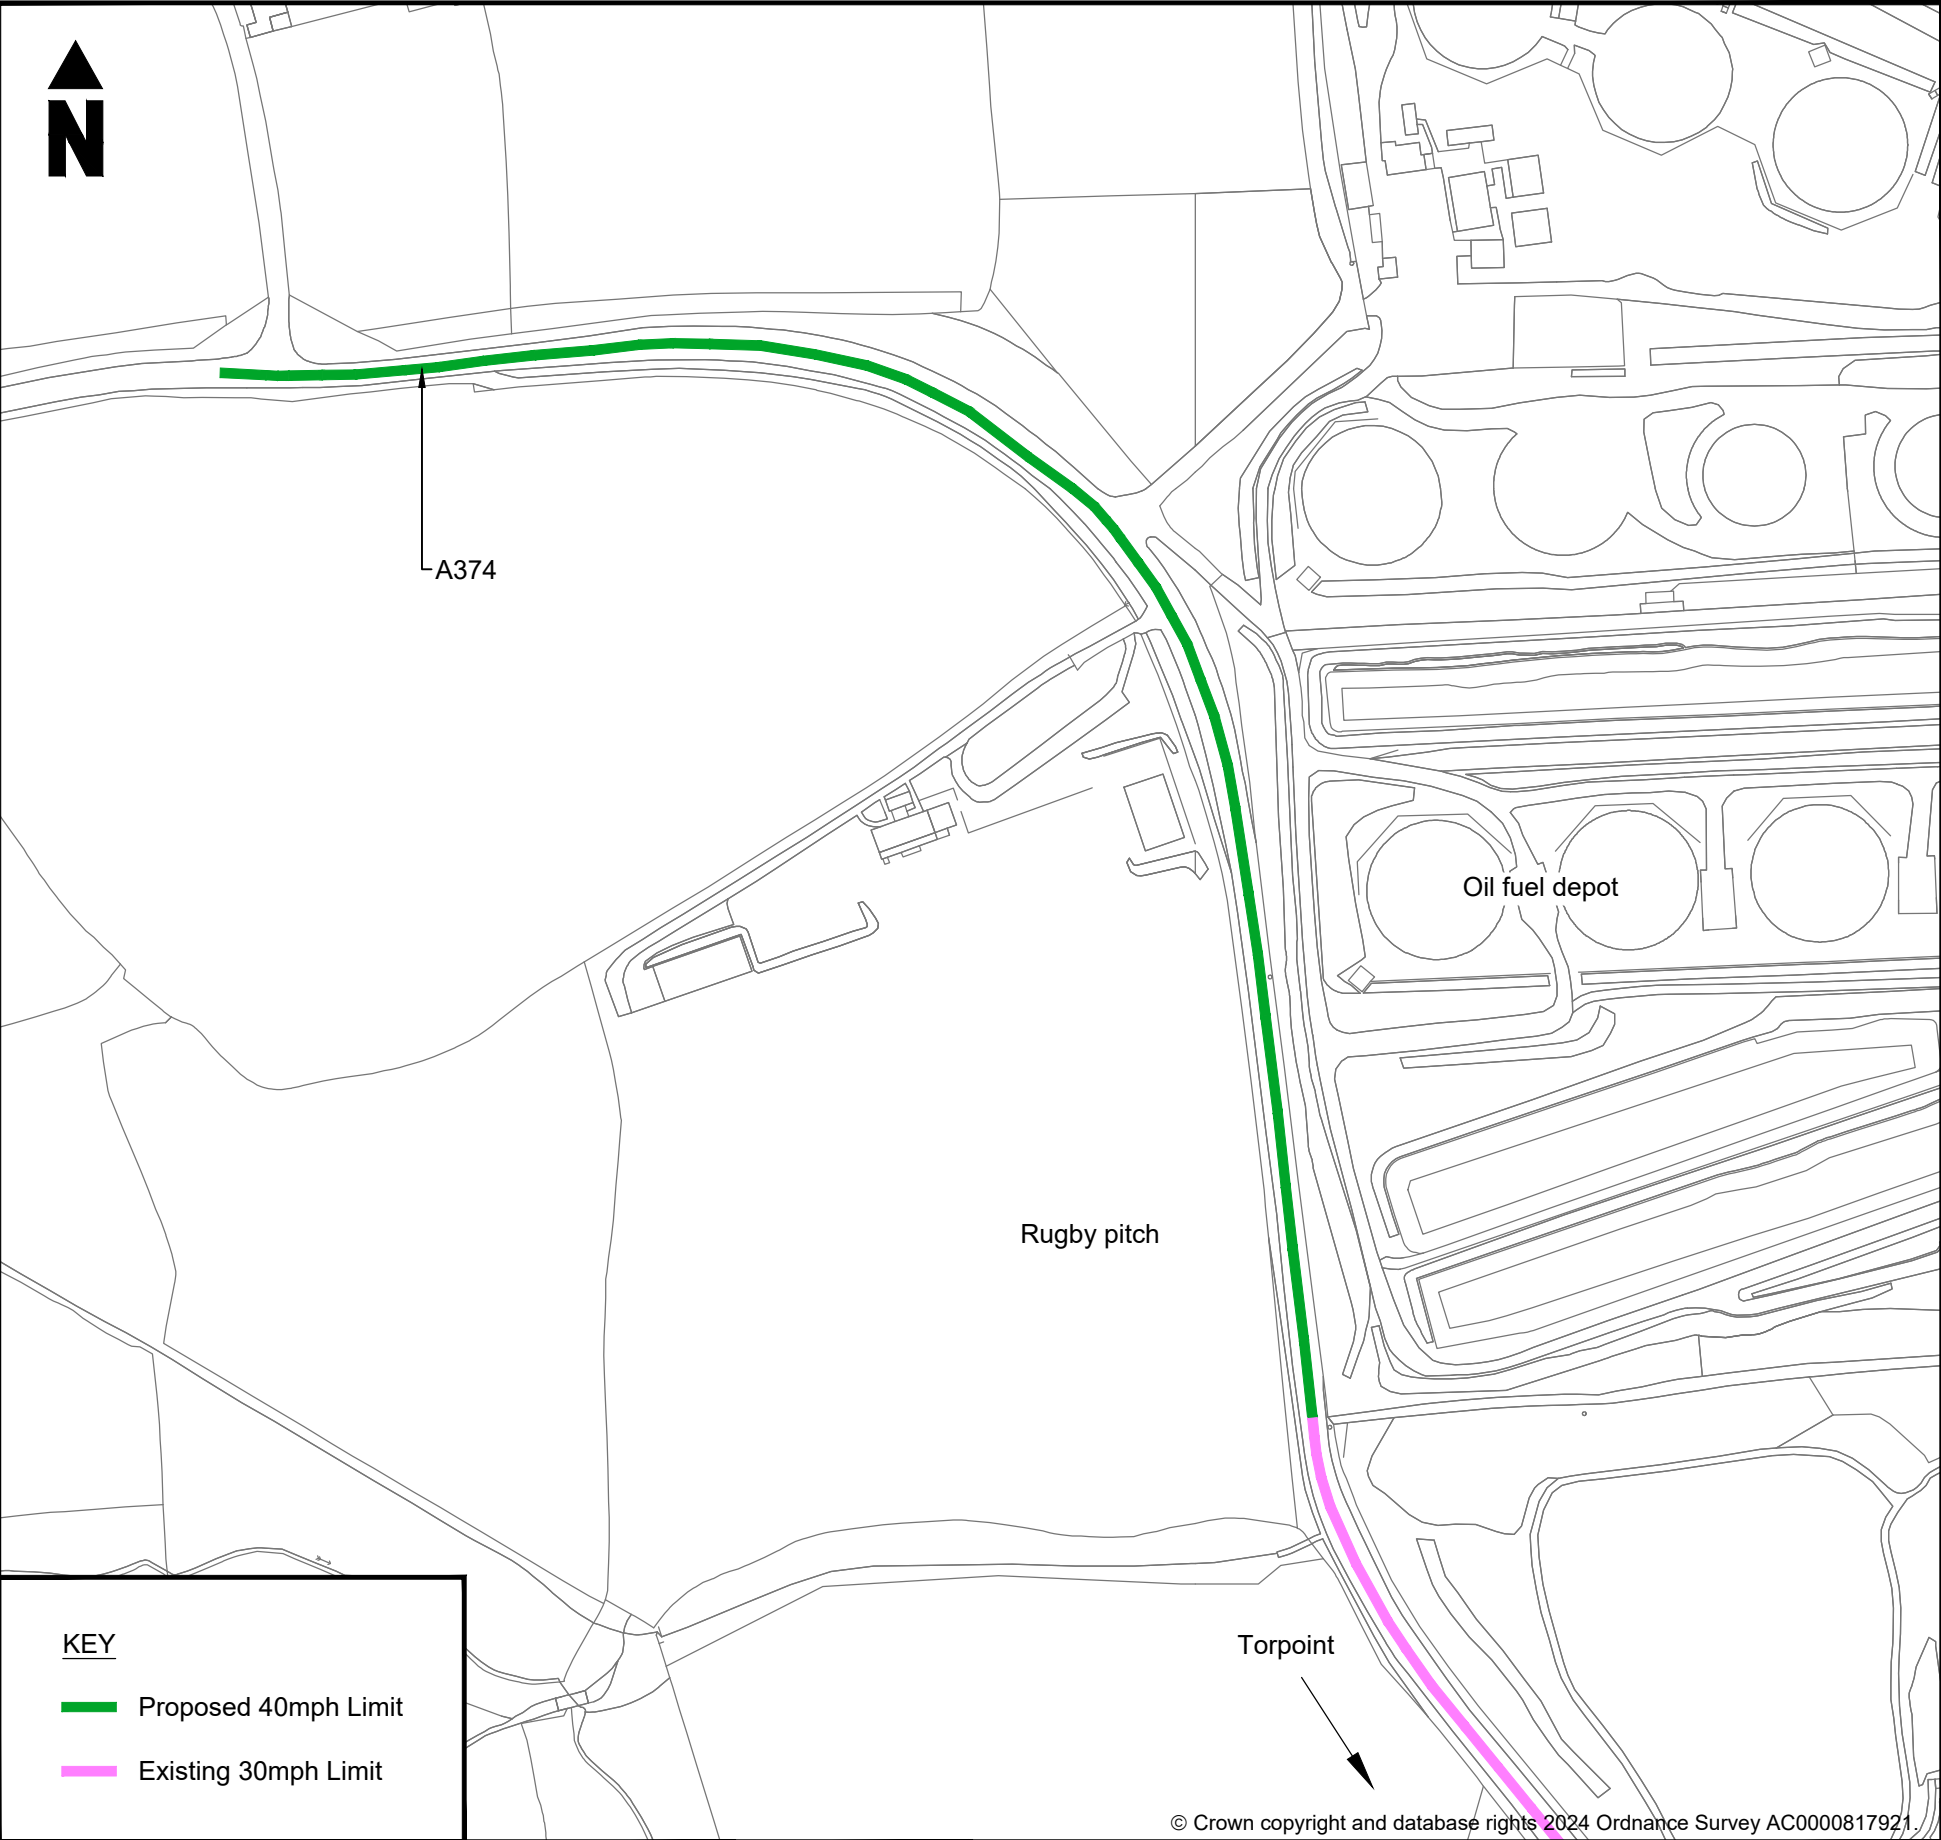 N
A374
Oil fuel depot
Rugby pitch
Torpoint
KEY
Proposed 40mph Limit
Existing 30mph Limit
© Crown copyright and database rights 2024 Ordnance Survey AC0000817921.